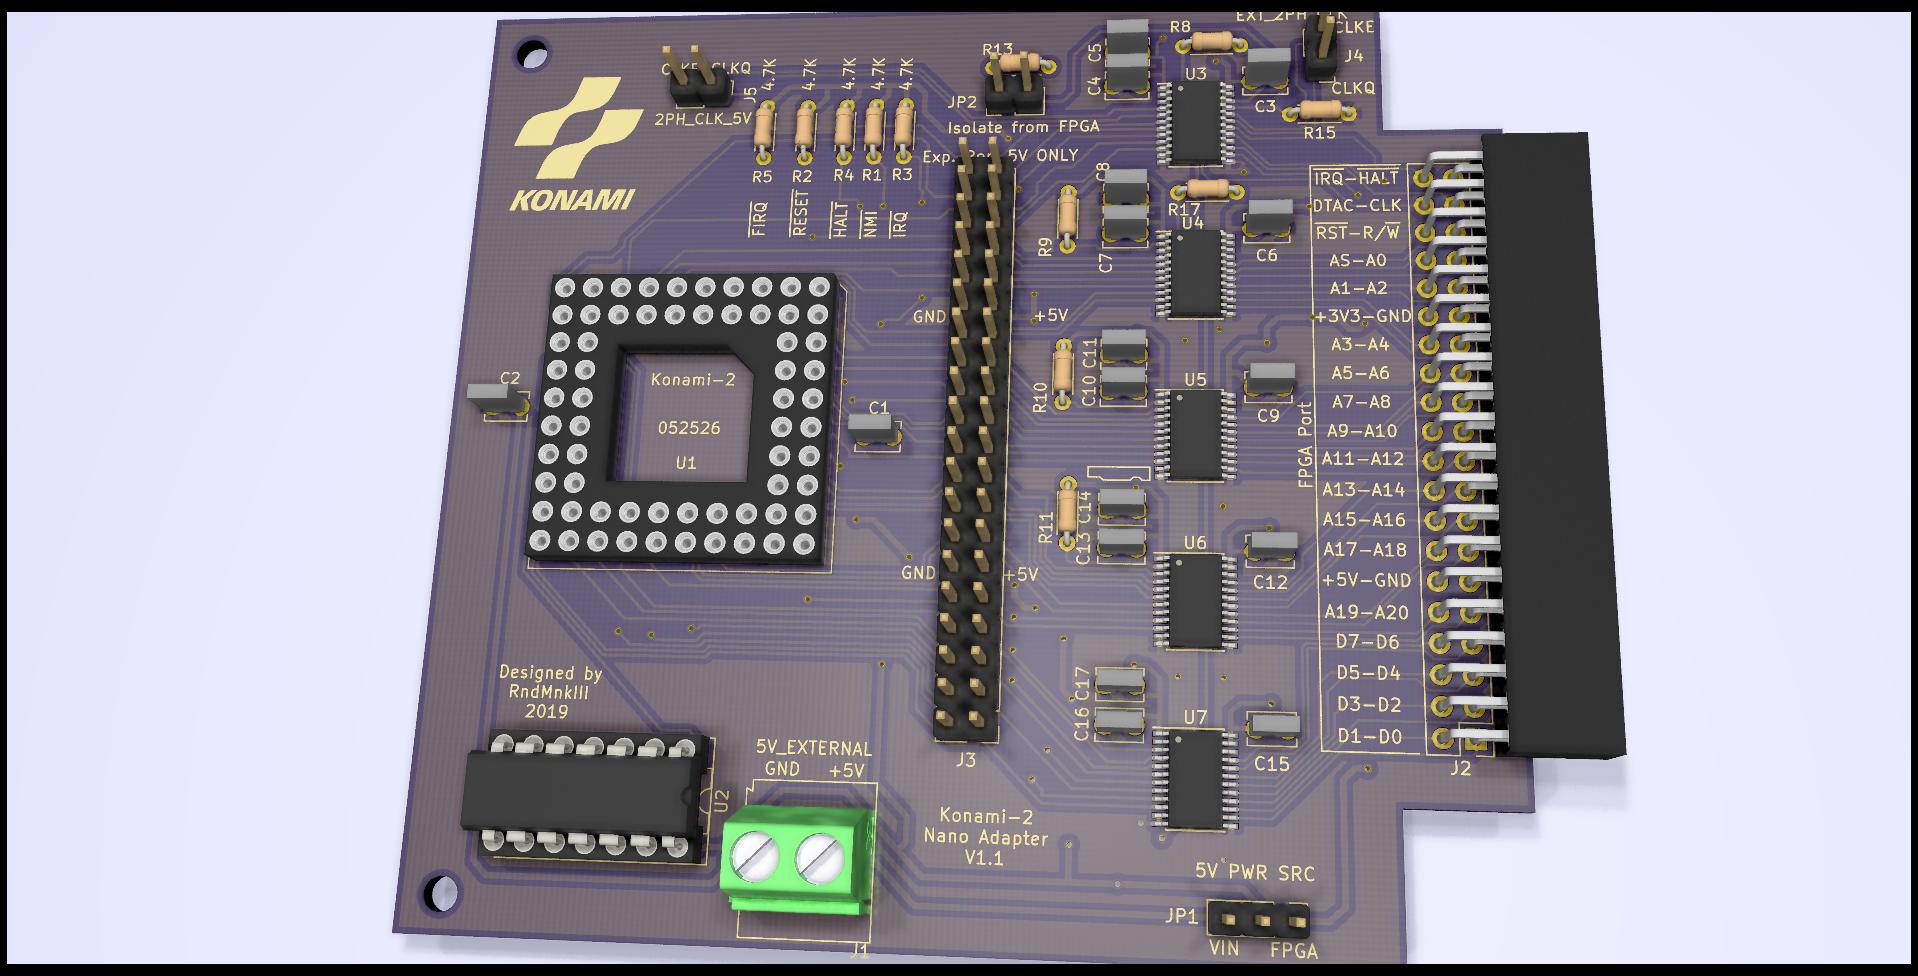 KONAMI
CLKQ
J5
2PH_CLK_5V
4.7K
4.7K
4.7K
4.7K
4.7K
R5
R2
R4
R1
R3
FIRQ
RESET
HALT
NMI
IRQ
R13
JP2
Isolate from FPGA
Exp. 5V ONLY
C5
C4
R8
U3
C3
CLKE
J4
CLKQ
R15
C8
C7
R9
R17
U4
C6
GND
+5V
R10
C11
C10
U5
C9
C2
Konami-2
052526
U1
C1
R11
C14
C13
U6
C12
GND
+5V
C17
C16
U7
C15
J3
FPGA Port
IRQ-HALT
DTAC-CLK
RST-R/W
AS-A0
A1-A2
+3V3-GND
A3-A4
A5-A6
A7-A8
A9-A10
A11-A12
A13-A14
A15-A16
A17-A18
+5V-GND
A19-A20
D7-D6
D5-D4
D3-D2
D1-D0
J2
Designed by
RndMnkIII
2019
U2
5V_EXTERNAL
GND +5V
J1
Konami-2
Nano Adapter
V1.1
5V PWR SRC
JP1
VIN FPGA